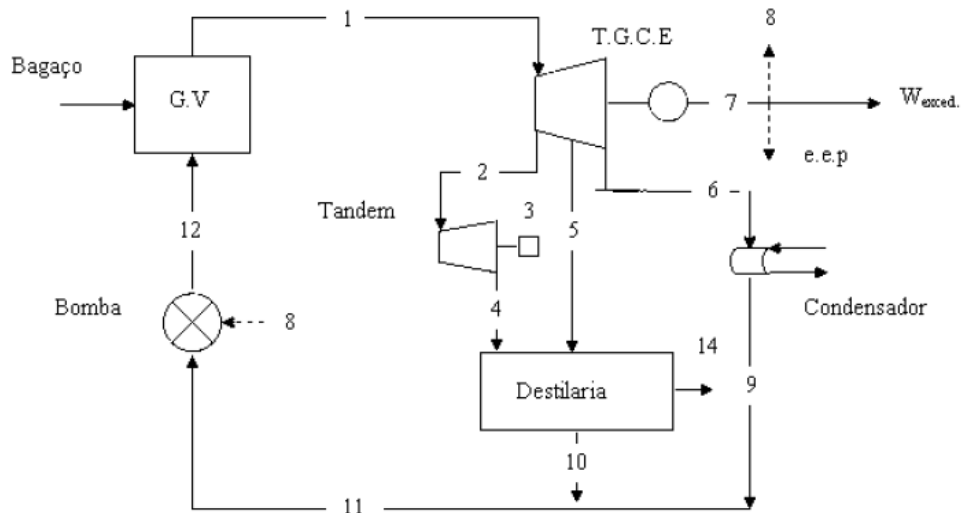 1
8
T.G.C.E
Bagaço
G.V
7
W exced.
e.e.p
2
6
Tandem
3
5
12
Bomba
8
4
Condensador
14
9
Destilaria
10
11